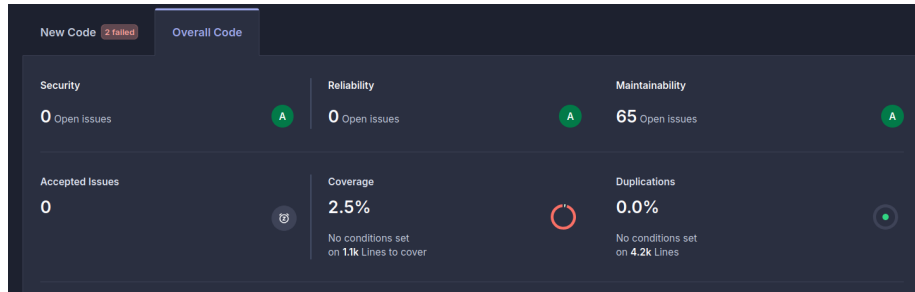 New Code 2 failed Overall Code
Security Reliability Maintainability
0 Open issues A 0 Open issues A 65 Open issues A
Accepted Issues Coverage Duplications
0 2.5% 0.0%
No conditions set No conditions set
on 1.1k Lines to cover on 4.2k Lines